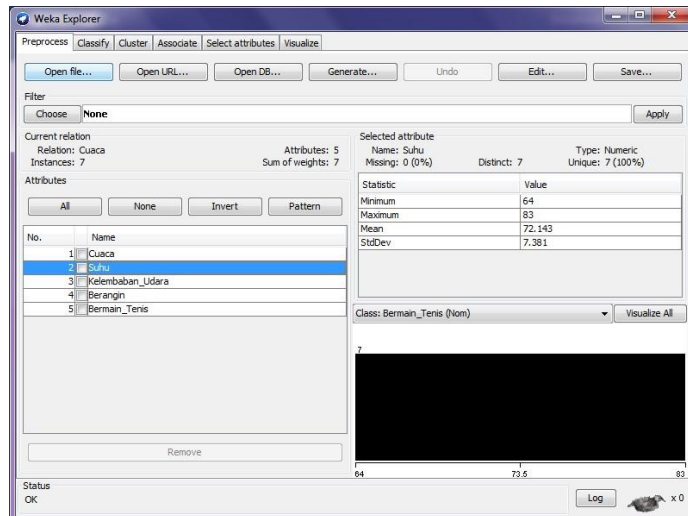 Weka Explorer
Preprocess Classify Cluster Associate Select attributes Visualize
Open file... Open URL... Open DB... Generate... Undo Edit... Save...
Filter
Choose None Apply
Current relation
Relation: Cuaca Attributes: 5
Instances: 7 Sum of weights: 7
Attributes
All None Invert Pattern
No. Name
1 Cuaca
2 Suhu
3 Kelembaban_Udara
4 Berangin
5 Bermain_Tenis
Remove
Selected attribute
Name: Suhu Type: Numeric
Missing: 0 (0%) Distinct: 7 Unique: 7 (100%)
Statistic Value
Minimum 64
Maximum 83
Mean 72.143
StdDev 7.381
Class: Bermain_Tenis (Nom) Visualize All
7
64 73.5 83
Status
OK Log x 0